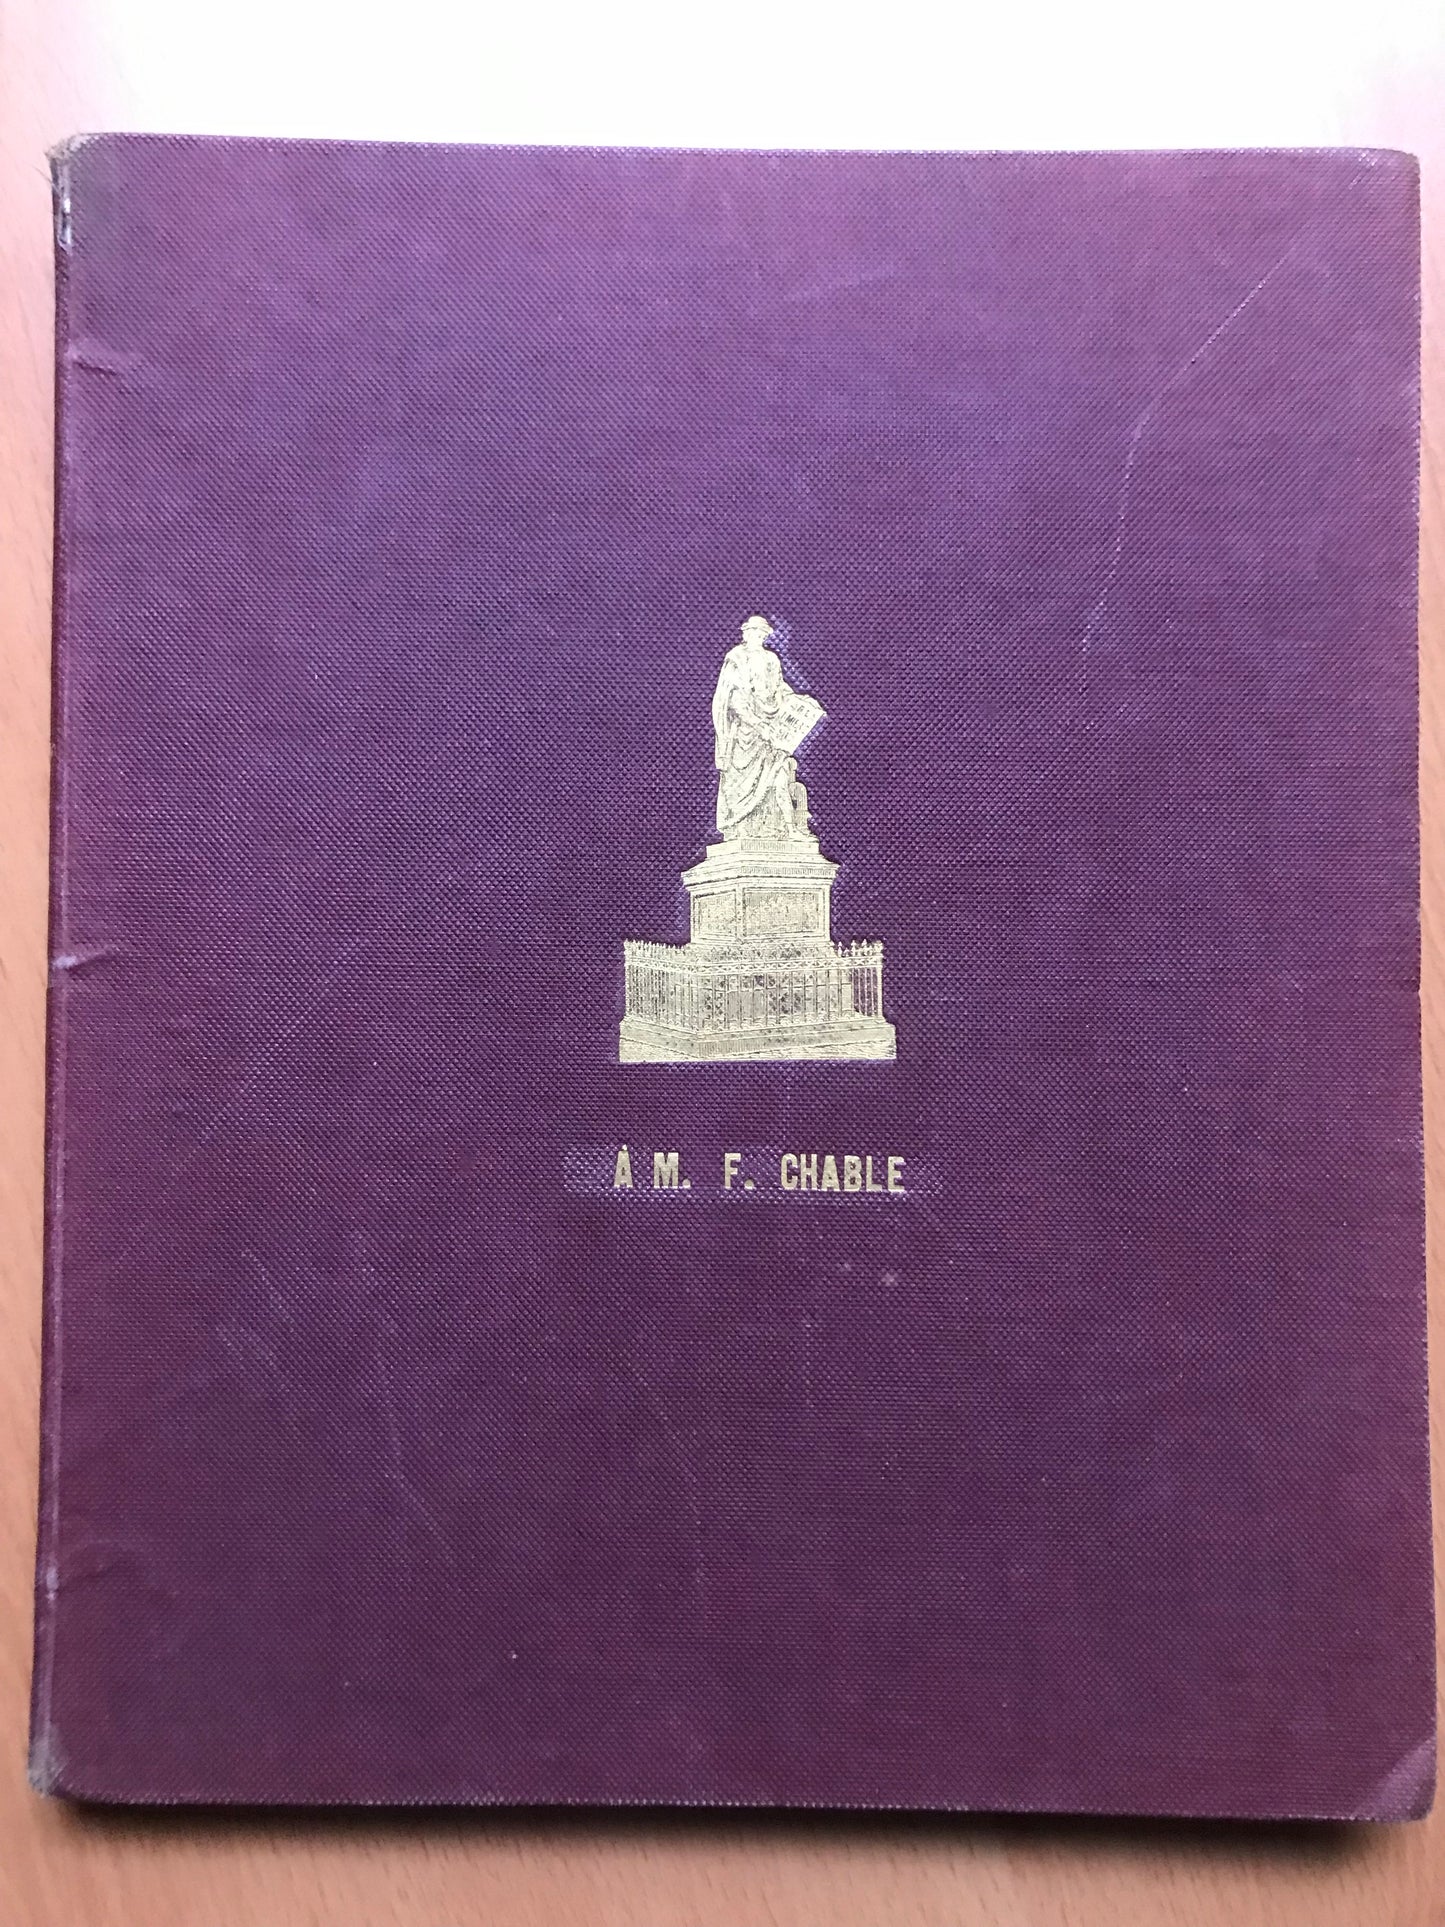 À M. F. CHABLE